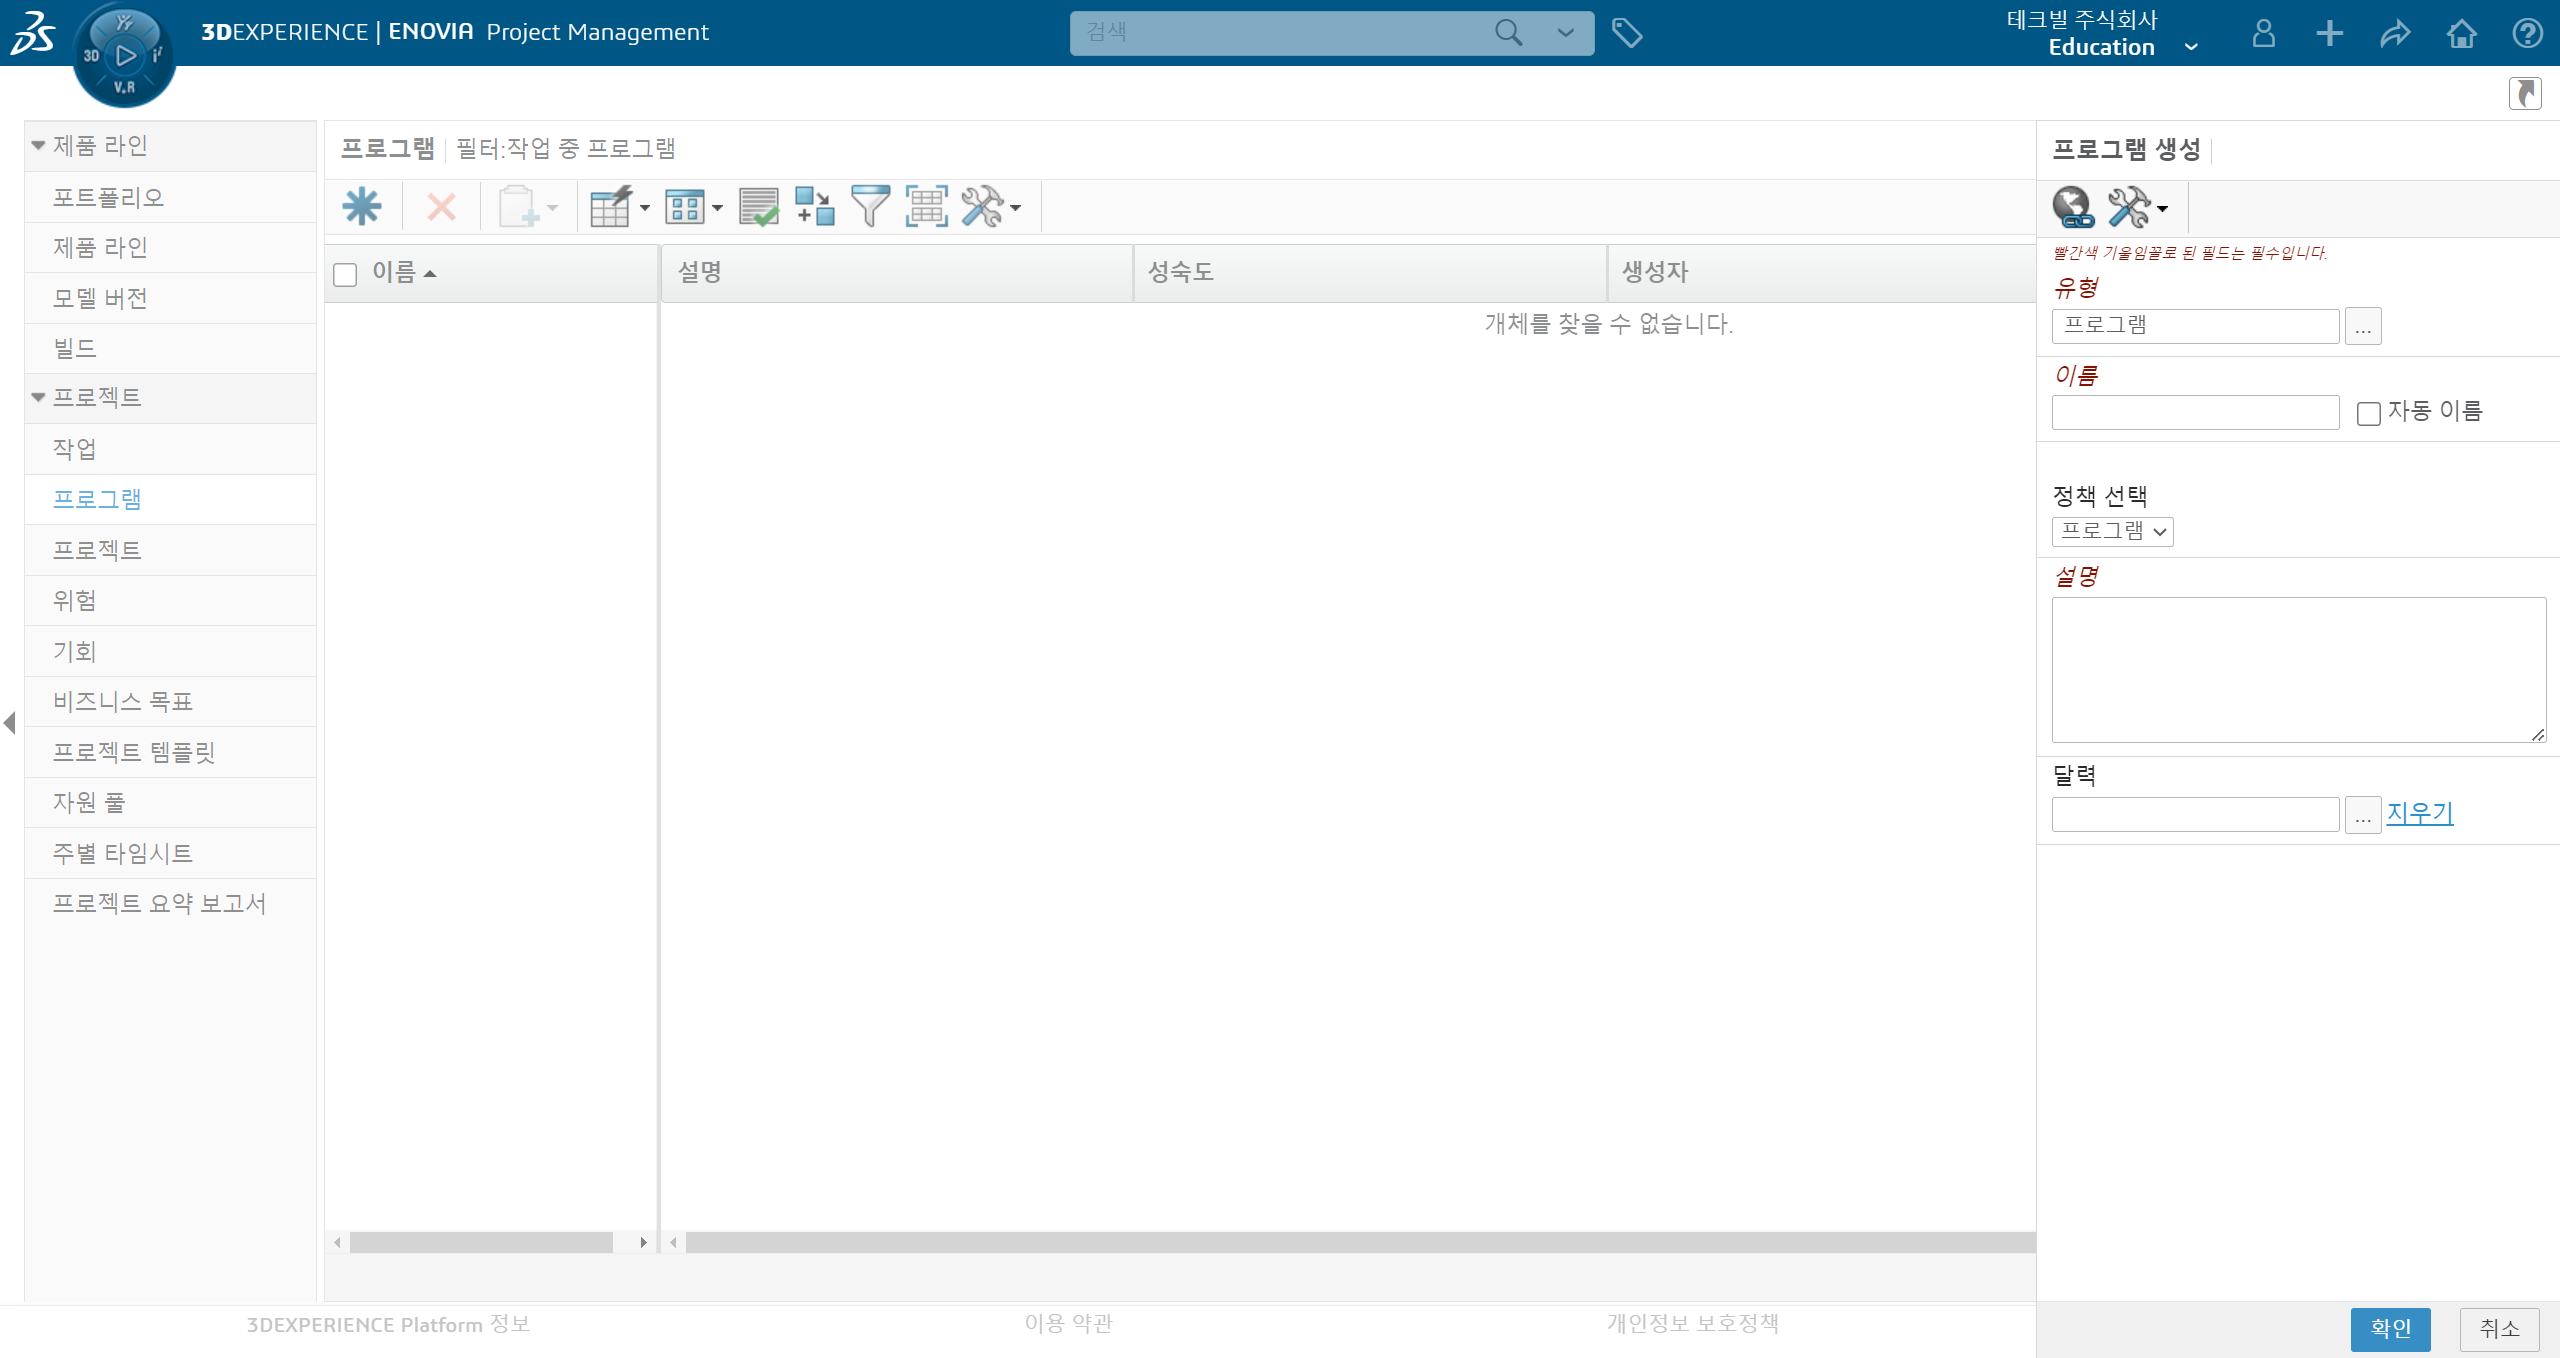 3DEXPERIENCE | ENOVIA Project Management
검색
테크빌 주식회사
Education
3D
V.R
제품 라인
포트폴리오
제품 라인
모델 버전
빌드
프로젝트
작업
프로그램
프로젝트
위험
기회
비즈니스 목표
프로젝트 템플릿
자원 풀
주별 타임시트
프로젝트 요약 보고서
프로그램 필터:작업 중 프로그램
이름 설명 성숙도 생성자
개체를 찾을 수 없습니다.
프로그램 생성
빨간색 기울임꼴로 된 필드는 필수입니다.
유형
프로그램 ...
이름
자동 이름
정책 선택
프로그램
설명
달력
... 지우기
확인 취소
3DEXPERIENCE Platform 정보 이용 약관 개인정보 보호정책